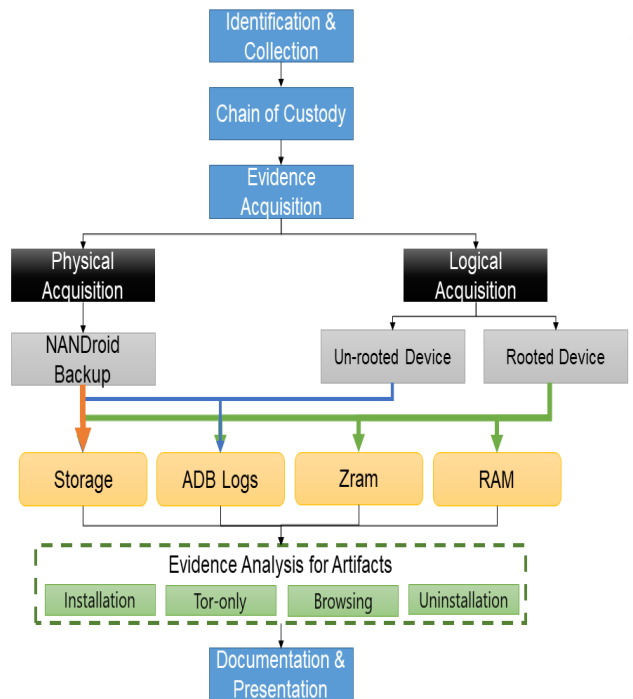 Identification &
Collection
Chain of Custody
Evidence
Acquisition
Physical
Acquisition
Logical
Acquisition
NANDroid
Backup
Un-rooted Device
Rooted Device
Storage
ADB Logs
Zram
RAM
Evidence Analysis for Artifacts
Installation
Tor-only
Browsing
Uninstallation
Documentation &
Presentation